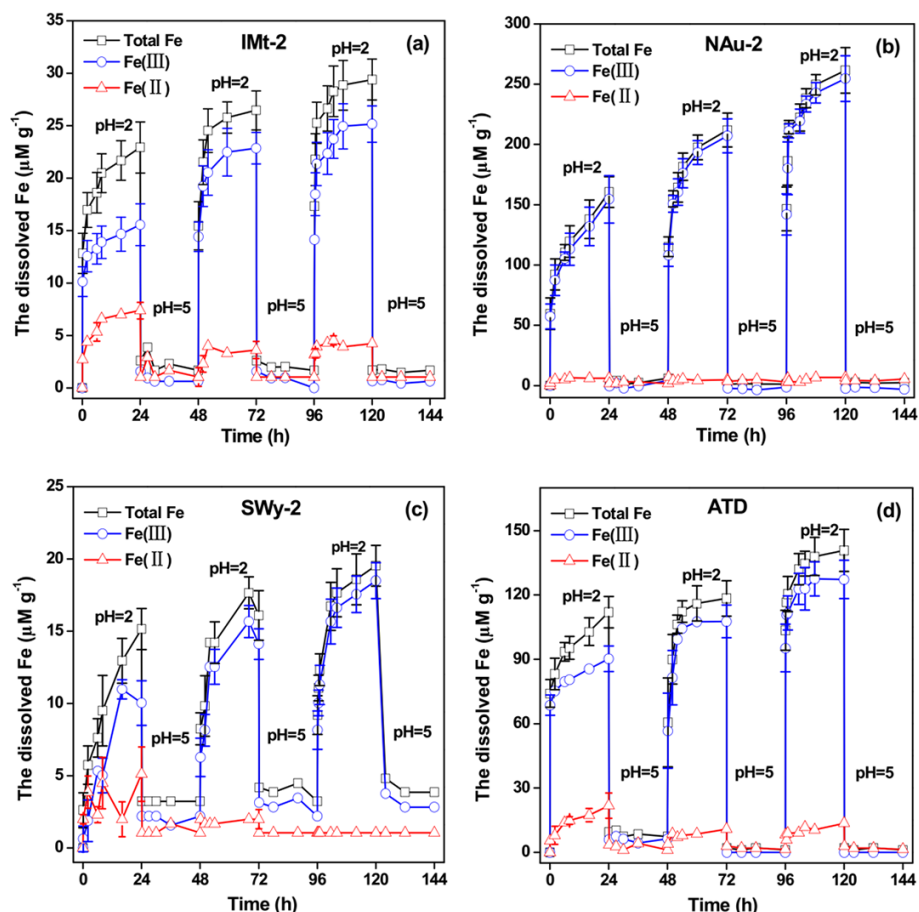 IMt-2
(a)
Total Fe
Fe(III)
Fe(II)
pH=2
pH=2
pH=2
pH=5
pH=5
pH=5
The dissolved Fe (μM g⁻¹)
35
30
25
20
15
10
5
0
0 24 48 72 96 120 144
Time (h)
NAu-2
(b)
Total Fe
Fe(III)
Fe(II)
pH=2
pH=2
pH=2
pH=5
pH=5
pH=5
The dissolved Fe (μM g⁻¹)
300
250
200
150
100
50
0
0 24 48 72 96 120 144
Time (h)
SWy-2
(c)
Total Fe
Fe(III)
Fe(II)
pH=2
pH=2
pH=2
pH=5
pH=5
pH=5
The dissolved Fe (μM g⁻¹)
25
20
15
10
5
0
0 24 48 72 96 120 144
Time (h)
ATD
(d)
Total Fe
Fe(III)
Fe(II)
pH=2
pH=2
pH=2
pH=5
pH=5
pH=5
The dissolved Fe (μM g⁻¹)
150
120
90
60
30
0
0 24 48 72 96 120 144
Time (h)